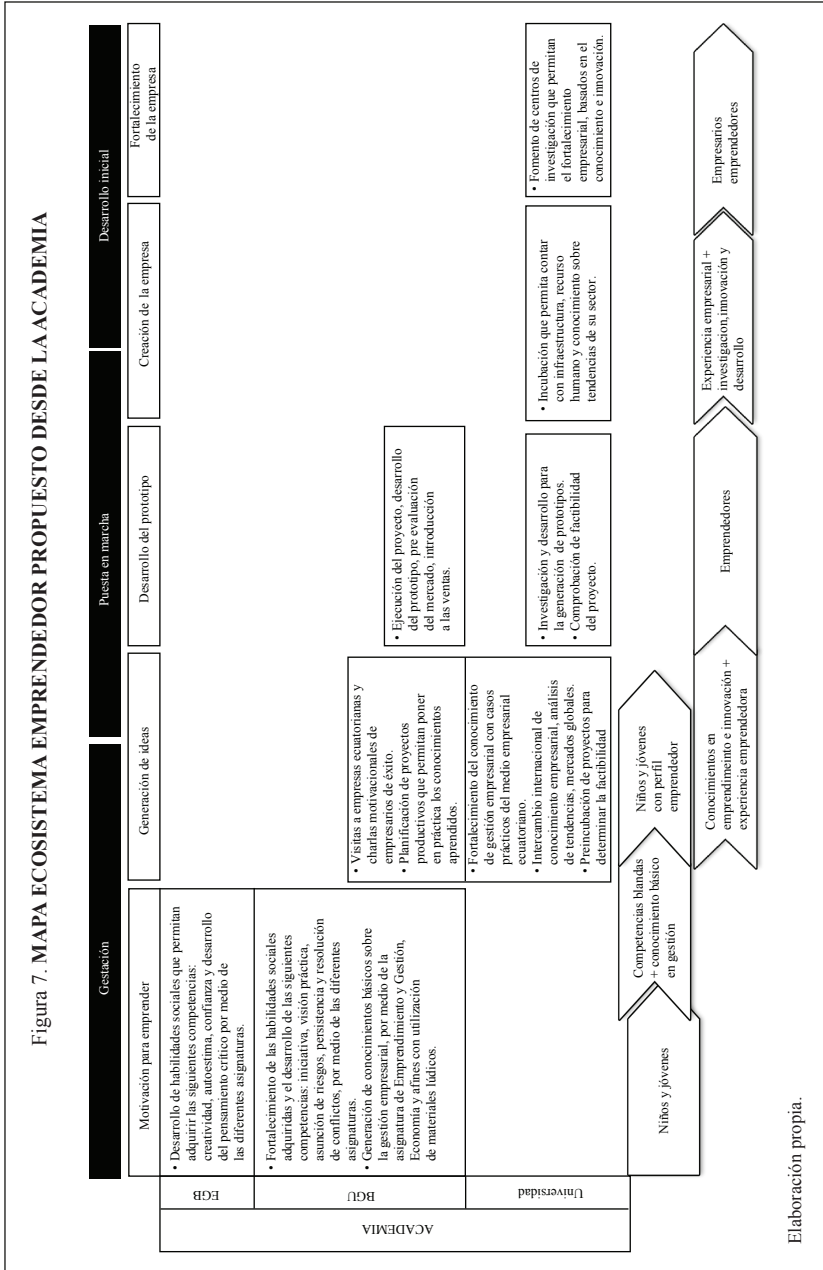 Figura 7. MAPA ECOSISTEMA EMPRENDEDOR PROPUESTO DESDE LA ACADEMIA
Gestación
Puesta en marcha
Desarrollo inicial
Motivación para emprender
Generación de ideas
Desarrollo del prototipo
Creación de la empresa
Fortalecimiento
de la empresa
ACADEMIA
EGB
• Desarrollo de habilidades sociales que permitan
adquirir las siguientes competencias:
creatividad, autoestima, confianza y desarrollo
del pensamiento crítico por medio de
las diferentes asignaturas.
BGU
• Fortalecimiento de las habilidades sociales
adquiridas y el desarrollo de las siguientes
competencias: iniciativa, visión práctica,
asunción de riesgos, persistencia y resolución
de conflictos, por medio de las diferentes
asignaturas.
• Generación de conocimientos básicos sobre
la gestión empresarial, por medio de la
asignatura de Emprendimiento y Gestión,
Economía y afines con utilización
de materiales lúdicos.
• Visitas a empresas ecuatorianas y
charlas motivacionales de
empresarios de éxito.
• Planificación de proyectos
productivos que permitan poner
en práctica los conocimientos
aprendidos.
• Ejecución del proyecto, desarrollo
del prototipo, pre evaluación
del mercado, introducción
a las ventas.
Universidad
• Fortalecimiento del conocimiento
de gestión empresarial con casos
prácticos del medio empresarial
ecuatoriano.
• Intercambio internacional de
conocimiento empresarial, análisis
de tendencias, mercados globales.
• Preincubación de proyectos para
determinar la factibilidad
• Investigación y desarrollo para
la generación de prototipos.
• Comprobación de factibilidad
del proyecto.
• Incubación que permita contar
con infraestructura, recurso
humano y conocimiento sobre
tendencias de su sector.
• Fomento de centros de
investigación que permitan
el fortalecimiento
empresarial, basados en el
conocimiento e innovación.
Niños y jóvenes
Competencias blandas
+ conocimiento básico
en gestión
Niños y jóvenes
con perfil
emprendedor
Conocimientos en
emprendimeinto e innovación +
experiencia emprendedora
Emprendedores
Experiencia empresarial +
investigacion, innovación y
desarrollo
Empresarios
emprendedores
Elaboración propia.